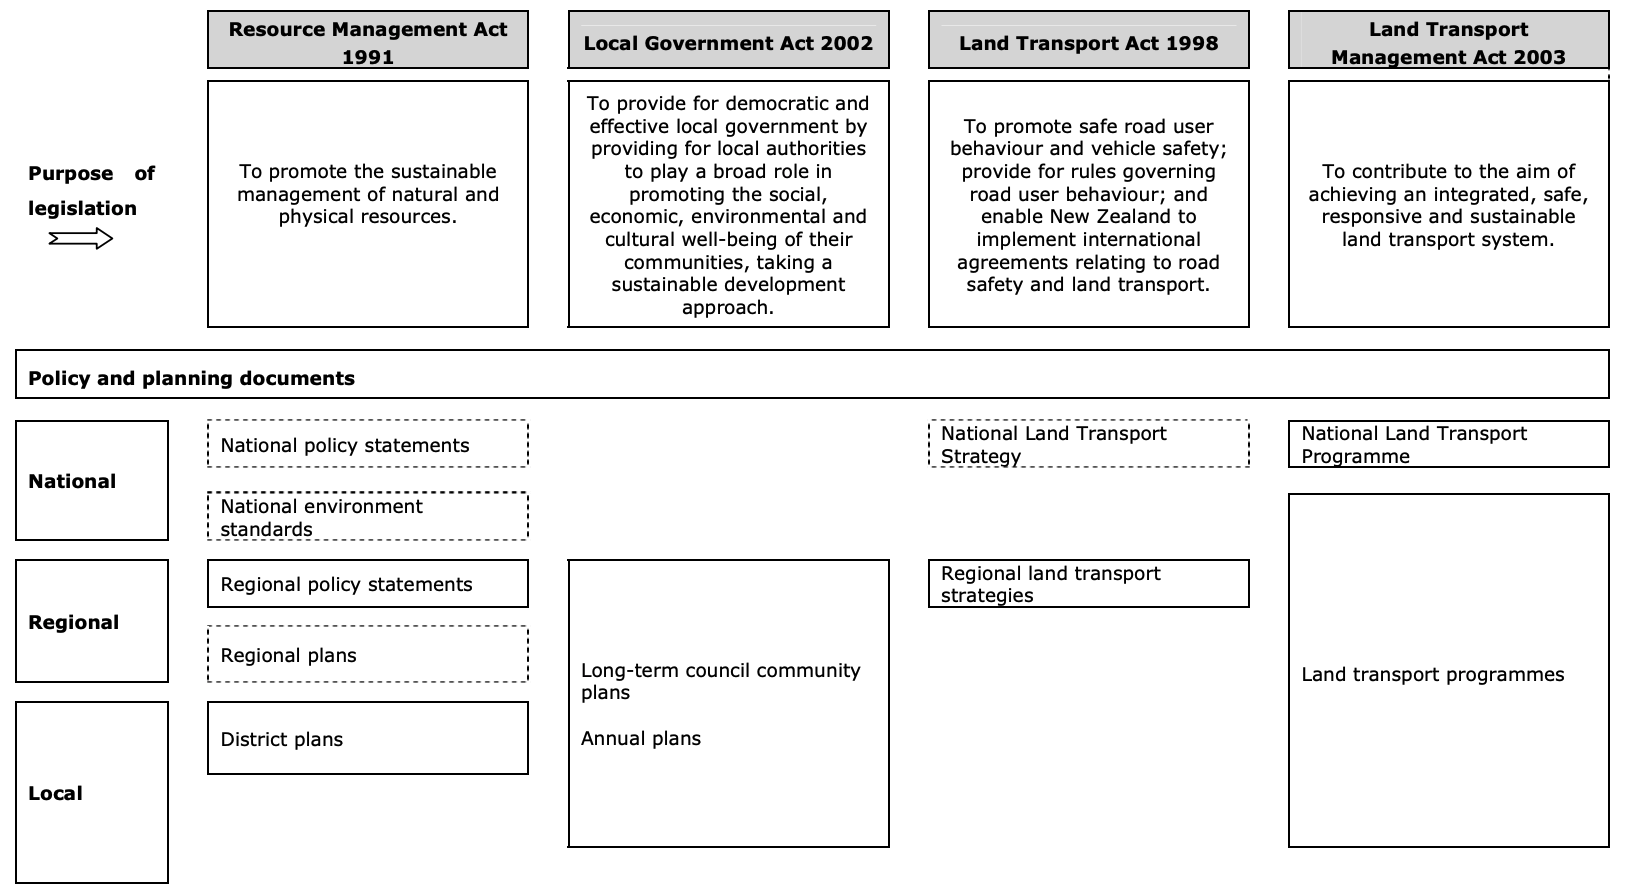 Resource Management Act
1991
Local Government Act 2002
Land Transport Act 1998
Land Transport
Management Act 2003
Purpose of
legislation
To promote the sustainable
management of natural and
physical resources.
To provide for democratic and
effective local government by
providing for local authorities
to play a broad role in
promoting the social,
economic, environmental and
cultural well-being of their
communities, taking a
sustainable development
approach.
To promote safe road user
behaviour and vehicle safety;
provide for rules governing
road user behaviour; and
enable New Zealand to
implement international
agreements relating to road
safety and land transport.
To contribute to the aim of
achieving an integrated, safe,
responsive and sustainable
land transport system.
Policy and planning documents
National
National policy statements
National environment
standards
National Land Transport
Strategy
National Land Transport
Programme
Regional
Regional policy statements
Regional plans
Regional land transport
strategies
Long-term council community
plans
Annual plans
Land transport programmes
Local
District plans